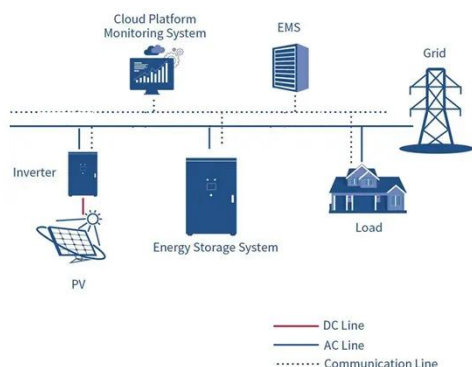 Cloud Platform
Monitoring System
EMS
Grid
Inverter
Energy Storage System
Load
PV
DC Line
AC Line
Communication Line